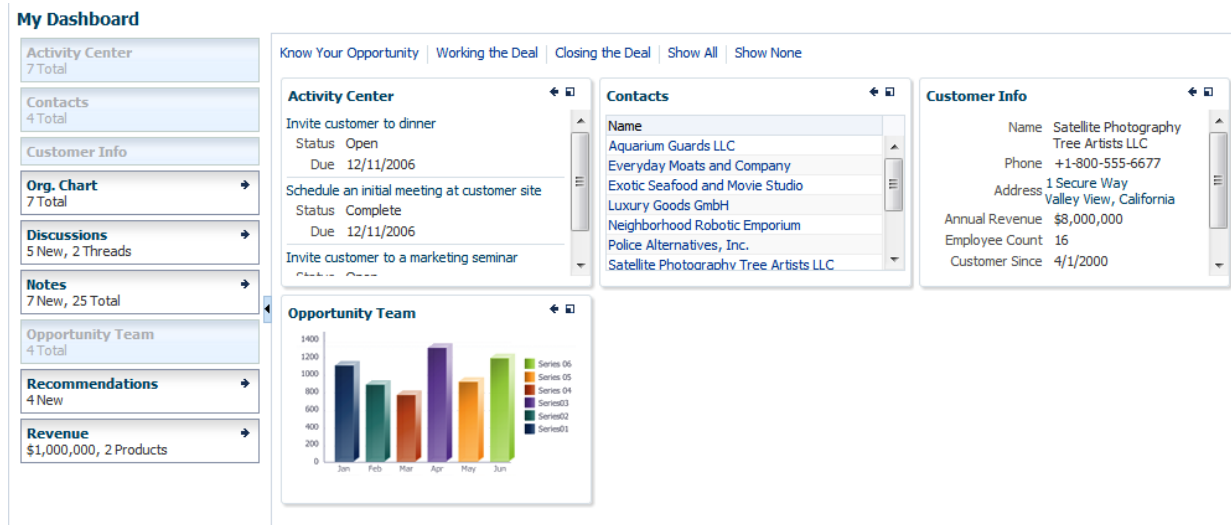 My Dashboard
Activity Center
7 Total
Contacts
4 Total
Customer Info
Org. Chart
7 Total
Discussions
5 New, 2 Threads
Notes
7 New, 25 Total
Opportunity Team
4 Total
Recommendations
4 New
Revenue
$1,000,000, 2 Products
Know Your Opportunity Working the Deal Closing the Deal Show All Show None
Activity Center
Invite customer to dinner
Status Open
Due 12/11/2006
Schedule an initial meeting at customer site
Status Complete
Due 12/11/2006
Invite customer to a marketing seminar
Status Open
Contacts
Name
Aquarium Guards LLC
Everyday Moats and Company
Exotic Seafood and Movie Studio
Luxury Goods GmbH
Neighborhood Robotic Emporium
Police Alternatives, Inc.
Satellite Photography Tree Artists LLC
Customer Info
Name Satellite Photography
Tree Artists LLC
Phone +1-800-555-6677
Address 1 Secure Way
Valley View, California
Annual Revenue $8,000,000
Employee Count 16
Customer Since 4/1/2000
Opportunity Team
1400
1200
1000
800
600
400
200
0
Jan Feb Mar Apr May Jun
Series 06
Series 05
Series 04
Series03
Series02
Series01